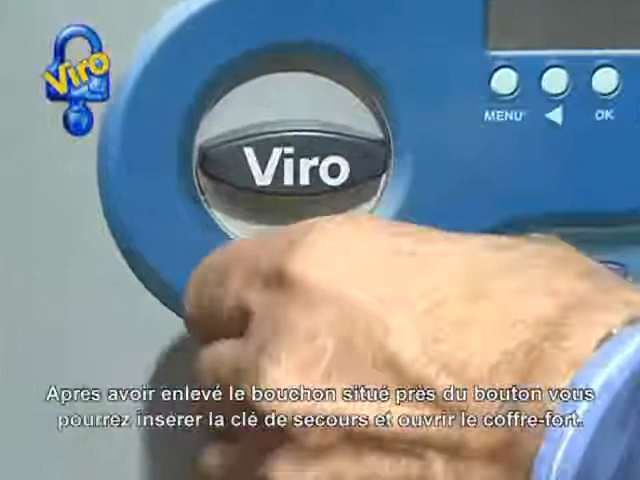 Viro
Viro
MENU
OK
Apres avoir enlevé le bouchon situé près du bouton vous
pourrez insérer la clé de secours et ouvrir le coffre-fort.